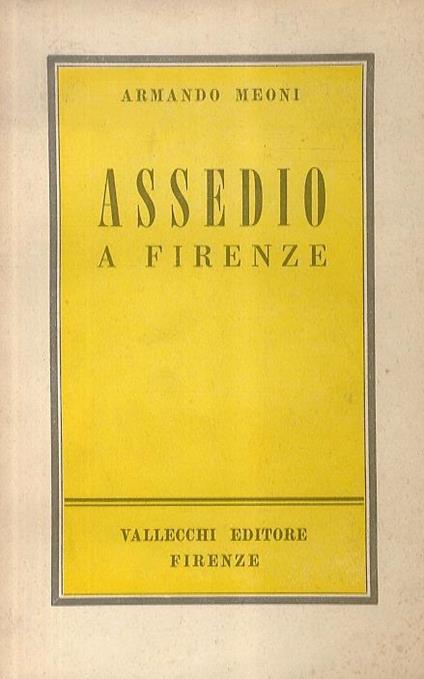 ARMANDO MEONI
ASSEDIO
A FIRENZE
VALLECCHI EDITORE
FIRENZE